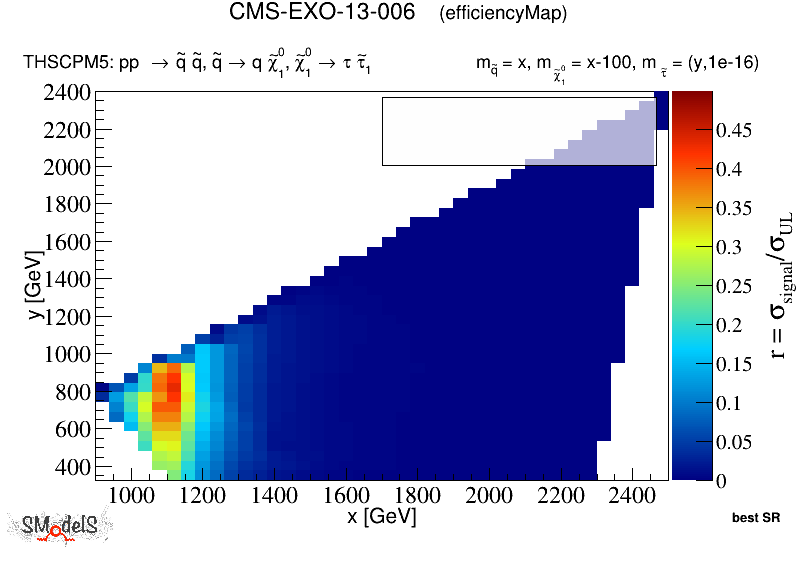 CMS-EXO-13-006 (efficiencyMap)
THSCPM5: pp → q̃ q̃, q̃ → q χ̃₁⁰, χ̃₁⁰ → τ τ̃₁ m_q̃ = x, m_χ̃₁⁰ = x-100, m_τ̃ = (y,1e-16)
2400
2200
2000
1800
1600
1400
1200
1000
800
600
400
y [GeV]
1000 1200 1400 1600 1800 2000 2200 2400
x [GeV]
0.45
0.4
0.35
0.3
0.25
0.2
0.15
0.1
0.05
0
r = σ_signal/σ_UL
SModelS
best SR